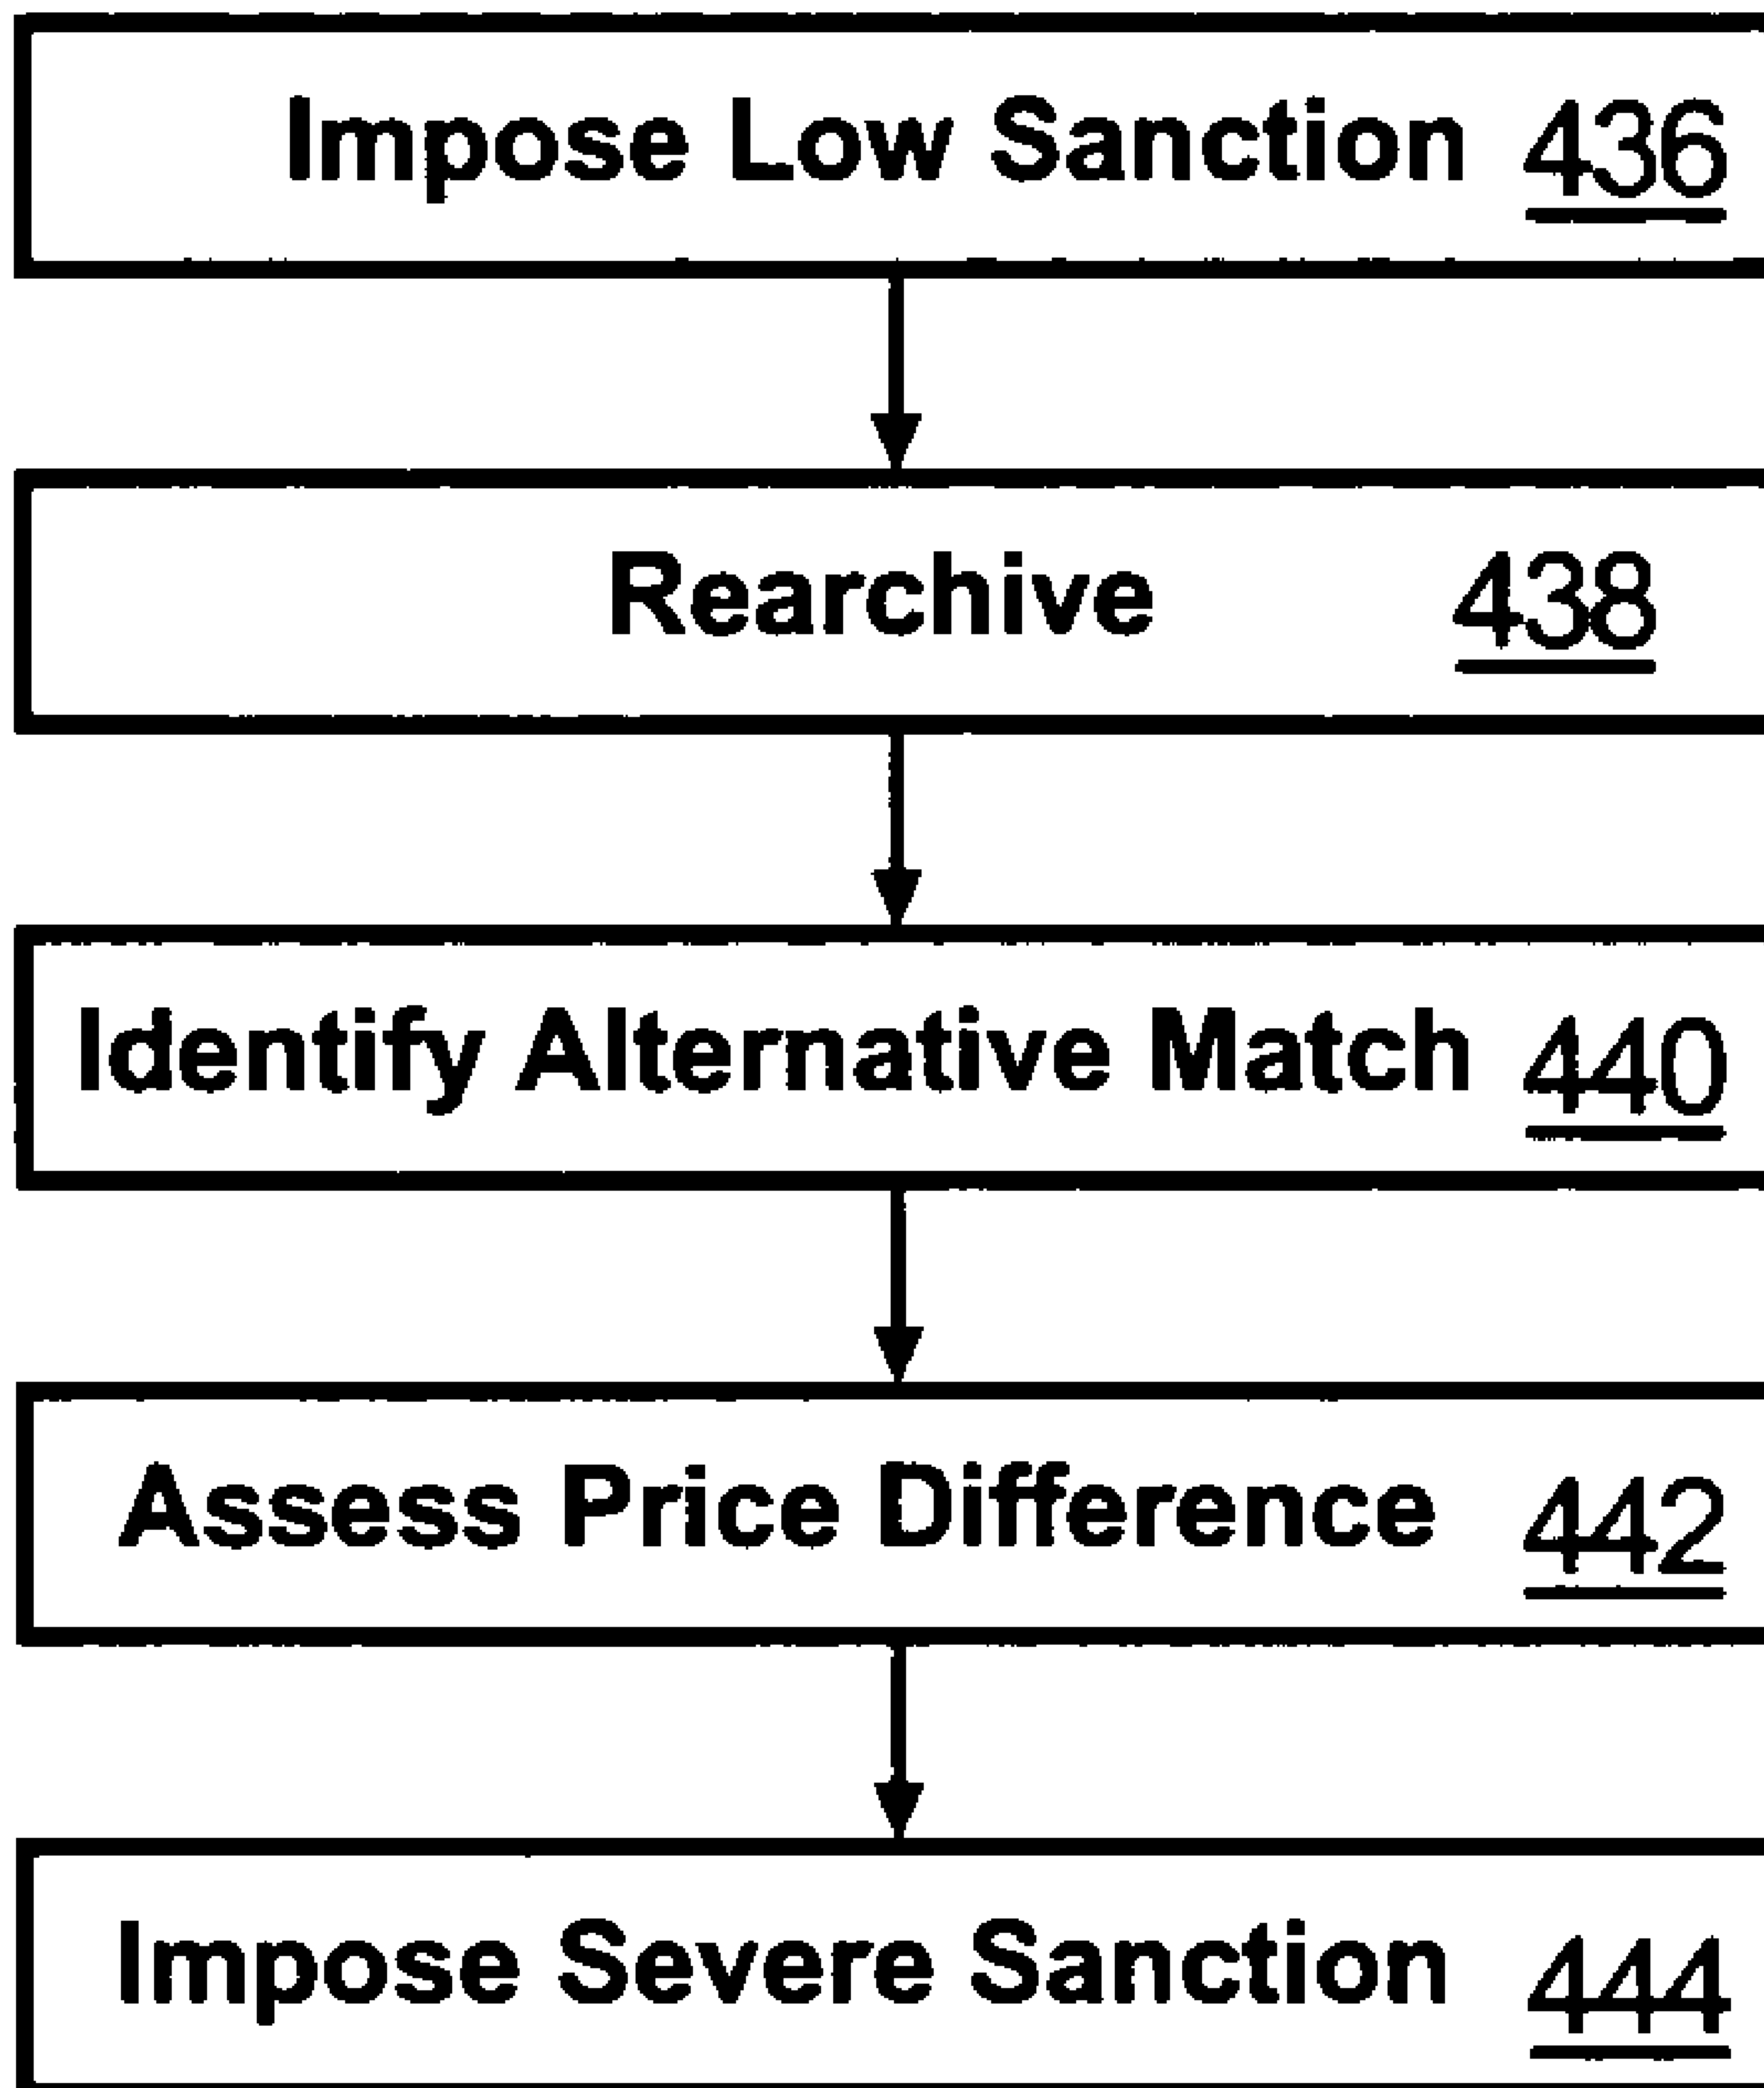 Impose Low Sanction 436
Rearchive 438
Identify Alternative Match 440
Assess Price Difference 442
Impose Severe Sanction 444